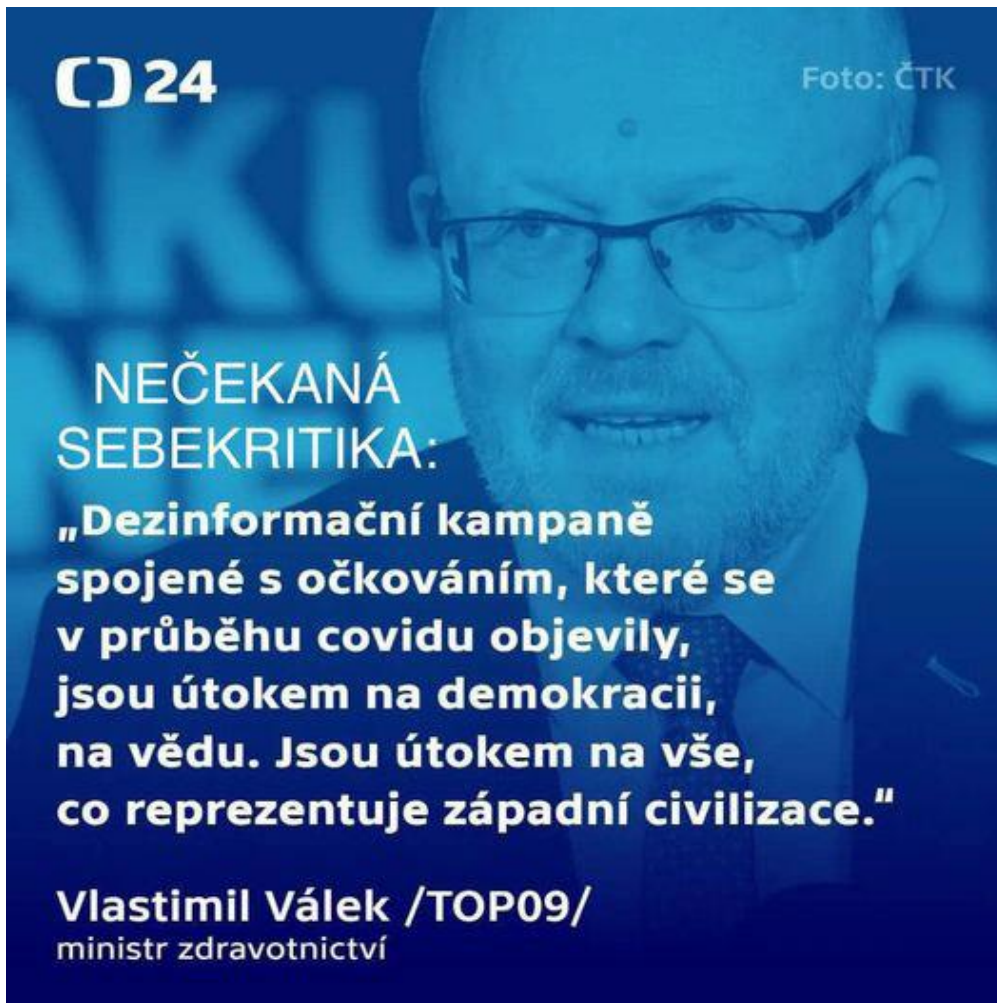 24
Foto: ČTK
NEČEKANÁ
SEBEKRITIKA:
„Dezinformační kampaně
spojené s očkováním, které se
v průběhu covidu objevily,
jsou útokem na demokracii,
na vědu. Jsou útokem na vše,
co reprezentuje západní civilizace.“
Vlastimil Válek /TOP09/
ministr zdravotnictví